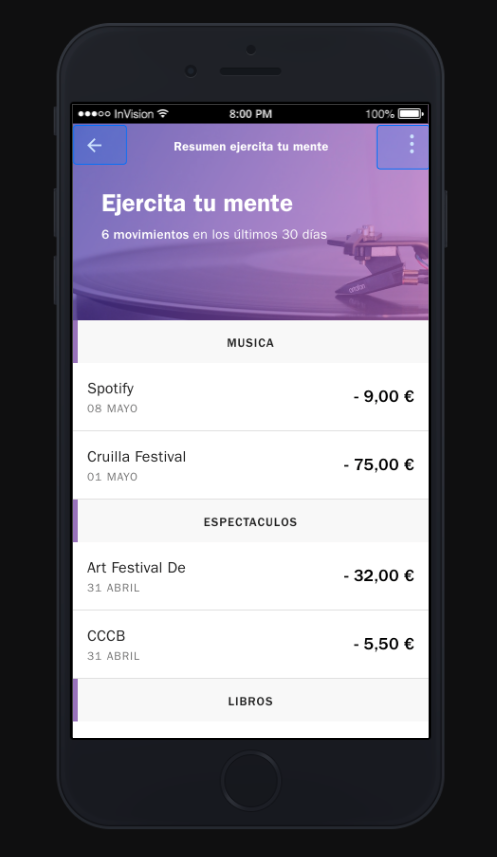 InVision
8:00 PM
100%
Resumen ejercita tu mente
Ejercita tu mente
6 movimientos en los últimos 30 días
ortofon
MUSICA
Spotify
- 9,00 €
08 MAYO
Cruilla Festival
- 75,00 €
01 MAYO
ESPECTACULOS
Art Festival De
- 32,00 €
31 ABRIL
CCCB
- 5,50 €
31 ABRIL
LIBROS